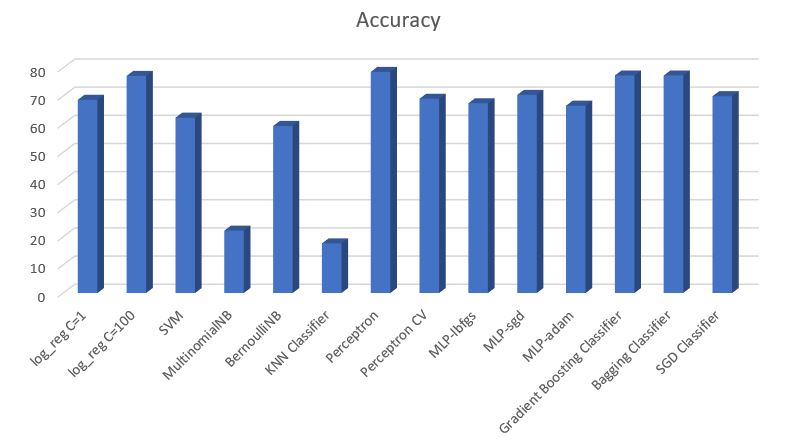 Accuracy
80
70
60
50
40
30
20
10
0
log_reg C=1
log_reg C=100
SVM
MultinomialNB
BernoulliNB
KNN Classifier
Perceptron
Perceptron CV
MLP-lbfgs
MLP-sgd
MLP-adam
Gradient Boosting Classifier
Bagging Classifier
SGD Classifier